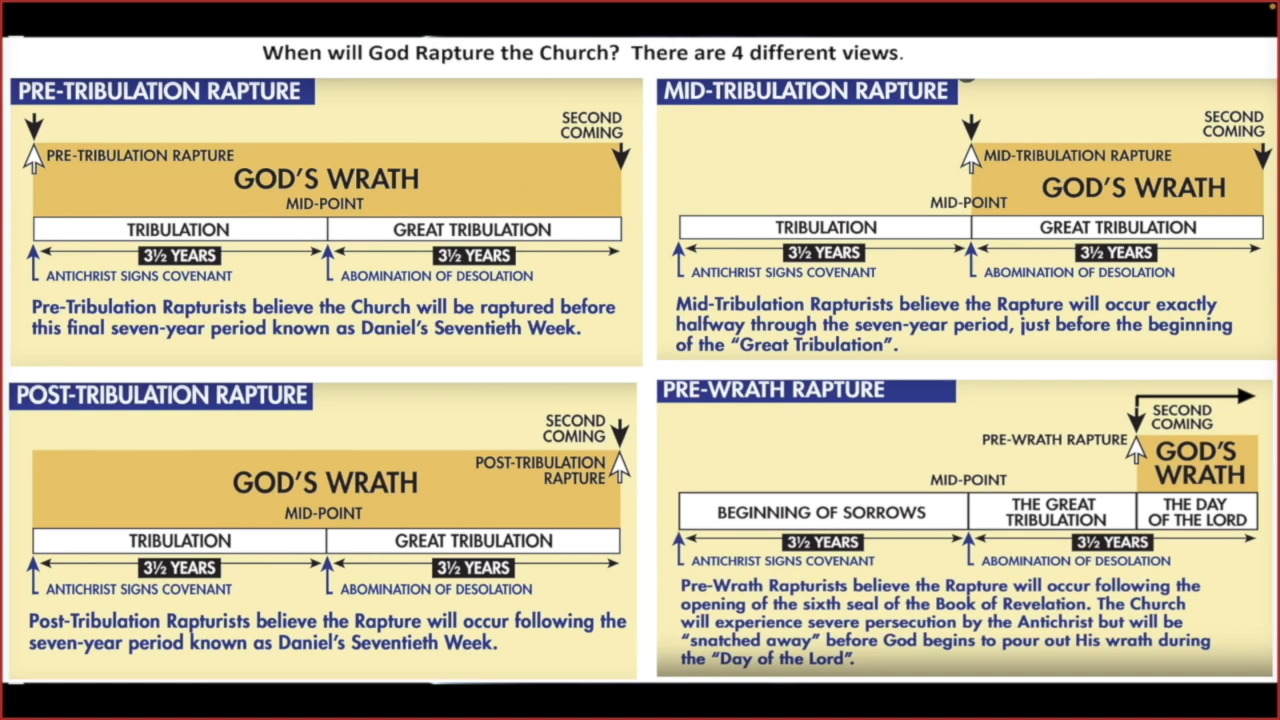 When will God Rapture the Church?  There are 4 different views.
PRE-TRIBULATION RAPTURE
SECOND
COMING
PRE-TRIBULATION RAPTURE
GOD'S WRATH
MID-POINT
TRIBULATION
GREAT TRIBULATION
3½ YEARS
3½ YEARS
ANTICHRIST SIGNS COVENANT
ABOMINATION OF DESOLATION
Pre-Tribulation Rapturists believe the Church will be raptured before
this final seven-year period known as Daniel's Seventieth Week.
MID-TRIBULATION RAPTURE
SECOND
COMING
MID-TRIBULATION RAPTURE
GOD'S WRATH
MID-POINT
TRIBULATION
GREAT TRIBULATION
3½ YEARS
3½ YEARS
ANTICHRIST SIGNS COVENANT
ABOMINATION OF DESOLATION
Mid-Tribulation Rapturists believe the Rapture will occur exactly
halfway through the seven-year period, just before the beginning
of the “Great Tribulation”.
POST-TRIBULATION RAPTURE
SECOND
COMING
POST-TRIBULATION
RAPTURE
GOD'S WRATH
MID-POINT
TRIBULATION
GREAT TRIBULATION
3½ YEARS
3½ YEARS
ANTICHRIST SIGNS COVENANT
ABOMINATION OF DESOLATION
Post-Tribulation Rapturists believe the Rapture will occur following the
seven-year period known as Daniel's Seventieth Week.
PRE-WRATH RAPTURE
SECOND
COMING
PRE-WRATH RAPTURE
GOD'S
WRATH
MID-POINT
BEGINNING OF SORROWS
THE GREAT
TRIBULATION
THE DAY
OF THE LORD
3½ YEARS
3½ YEARS
ANTICHRIST SIGNS COVENANT
ABOMINATION OF DESOLATION
Pre-Wrath Rapturists believe the Rapture will occur following the
opening of the sixth seal of the Book of Revelation. The Church
will experience severe persecution by the Antichrist but will be
“snatched away” before God begins to pour out His wrath during
the “Day of the Lord”.